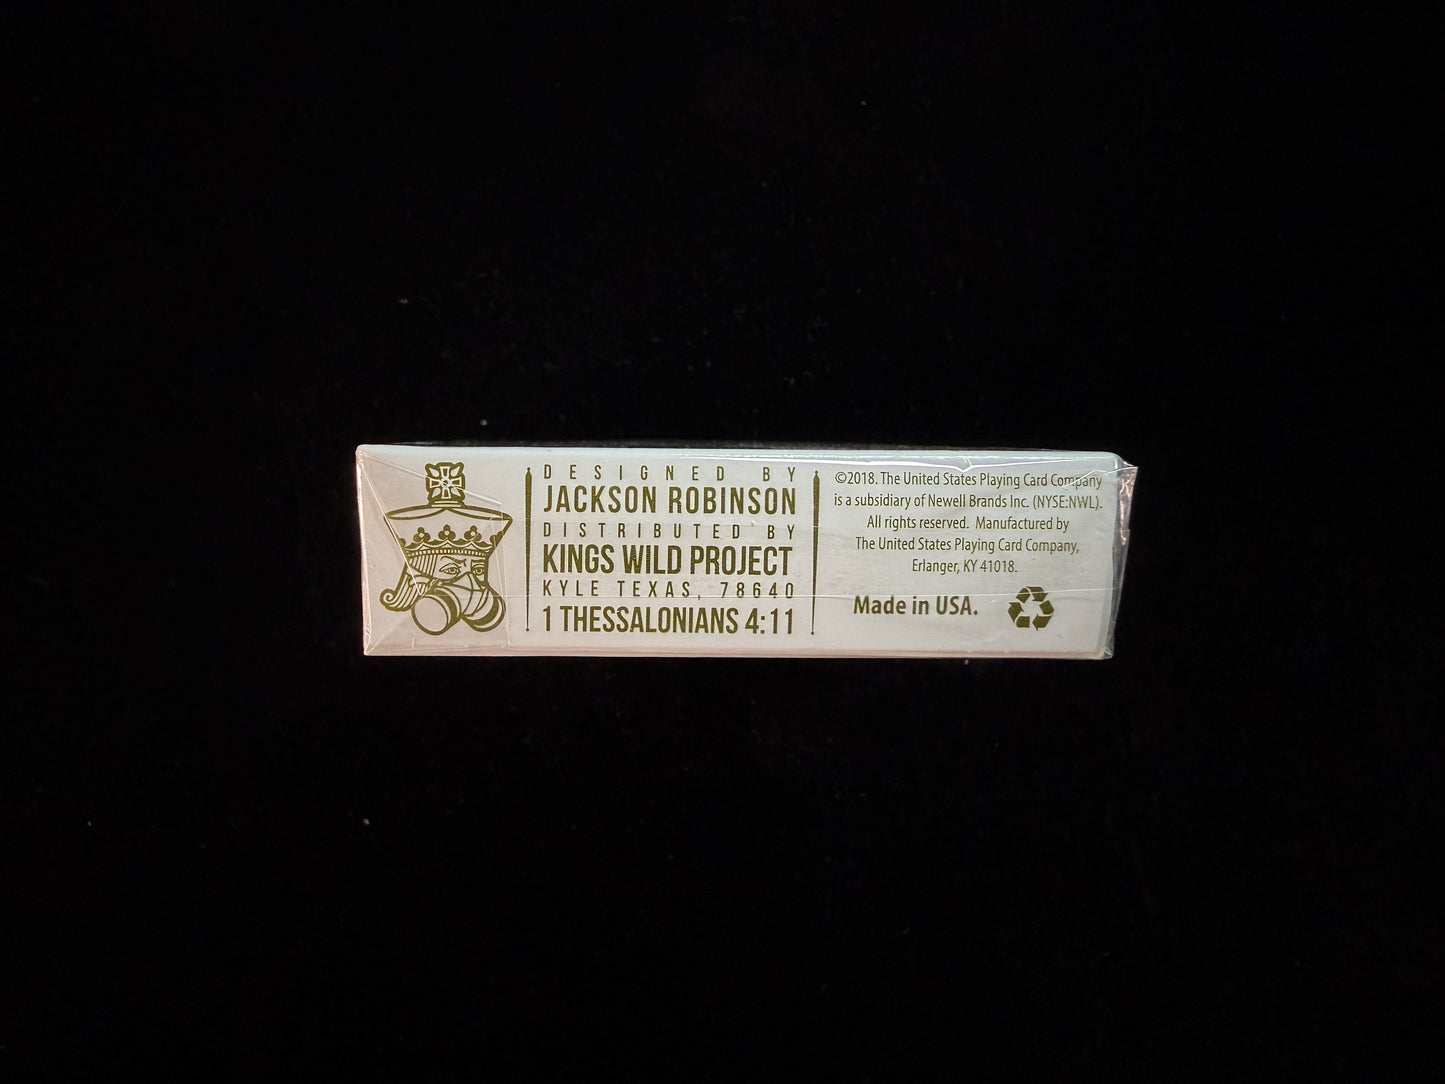 DESIGNED BY
JACKSON ROBINSON
DISTRIBUTED BY
KINGS WILD PROJECT
KYLE TEXAS, 78640
1 THESSALONIANS 4:11
©2018. The United States Playing Card Company
is a subsidiary of Newell Brands Inc. (NYSE:NWL).
All rights reserved. Manufactured by
The United States Playing Card Company,
Erlanger, KY 41018.
Made in USA.